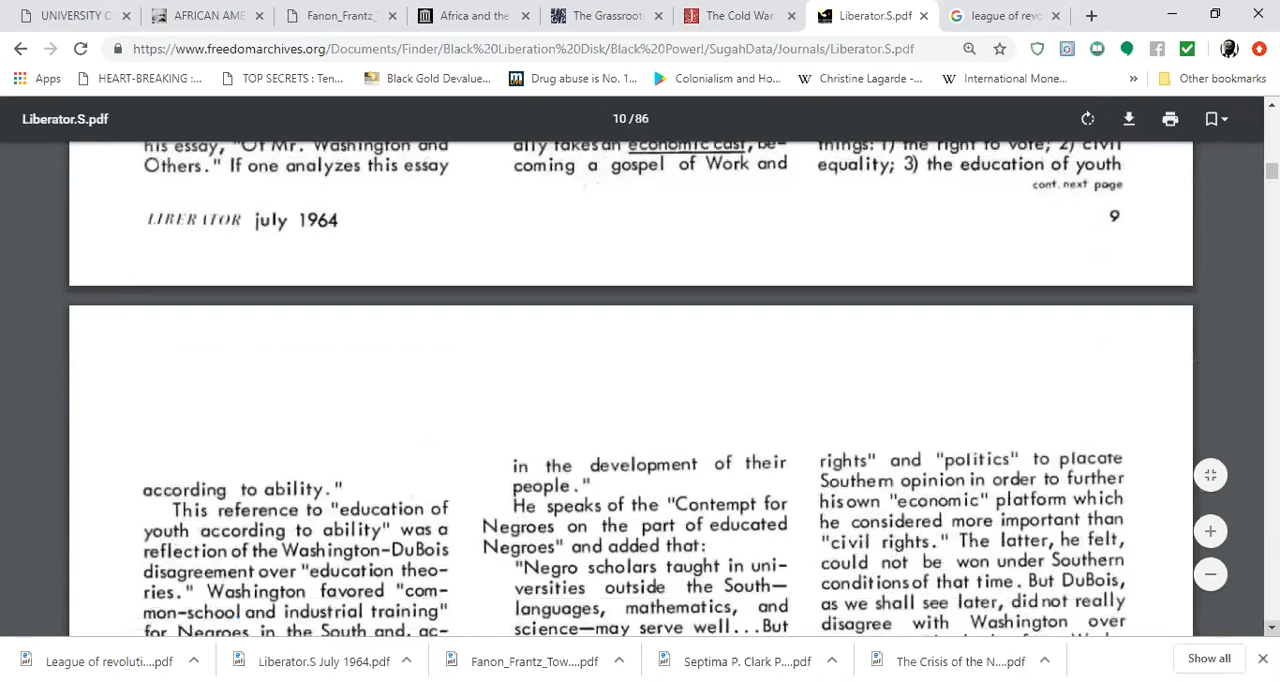 UNIVERSITY C
AFRICAN AME
Fanon_Frantz_
Africa and the
The Grassroot
The Cold War
Liberator.S.pdf
league of revo
https://www.freedomarchives.org/Documents/Finder/Black%20Liberation%20Disk/Black%20Power!/SugahData/Journals/Liberator.S.pdf
Apps
HEART-BREAKING :...
TOP SECRETS : Ten...
Black Gold Devalue...
Drug abuse is No. 1...
Colonialism and Ho...
Christine Lagarde -...
International Mone...
»
Other bookmarks
Liberator.S.pdf
10 / 86
his essay, "Of Mr. Washington and
Others." If one analyzes this essay
ally takes an economic cast, be-
coming a gospel of Work and
things: 1) the right to vote; 2) civil
equality; 3) the education of youth
cont. next page
LIBERATOR july 1964
9
according to ability."
This reference to "education of
youth according to ability" was a
reflection of the Washington-DuBois
disagreement over "education theo-
ries." Washington favored "com-
mon-school and industrial training"
for Negroes in the South and, ac-
in the development of their
people."
He speaks of the "Contempt for
Negroes on the part of educated
Negroes" and added that:
"Negro scholars taught in uni-
versities outside the South—
languages, mathematics, and
science—may serve well...But
rights" and "politics" to placate
Southern opinion in order to further
his own "economic" platform which
he considered more important than
"civil rights." The latter, he felt,
could not be won under Southern
conditions of that time. But DuBois,
as we shall see later, did not really
disagree with Washington over
League of revoluti....pdf
Liberator.S July 1964.pdf
Fanon_Frantz_Tow....pdf
Septima P. Clark P....pdf
The Crisis of the N....pdf
Show all